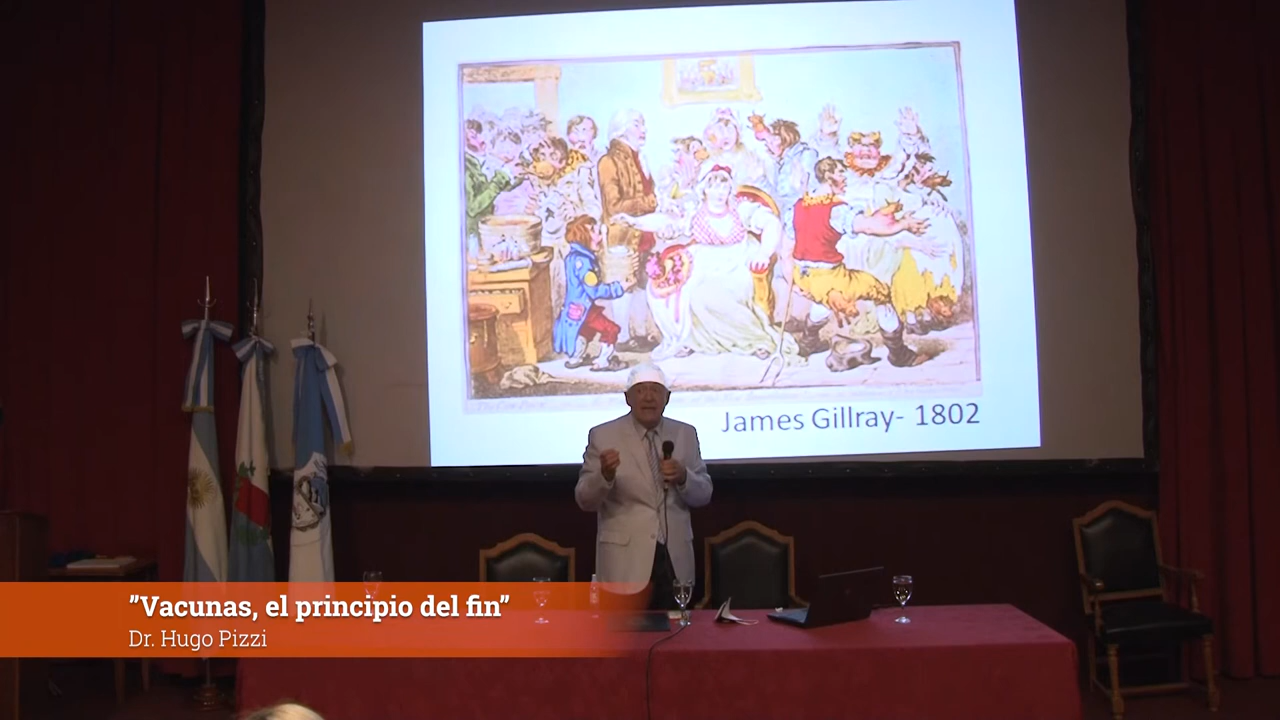 James Gillray- 1802
”Vacunas, el principio del fin”
Dr. Hugo Pizzi